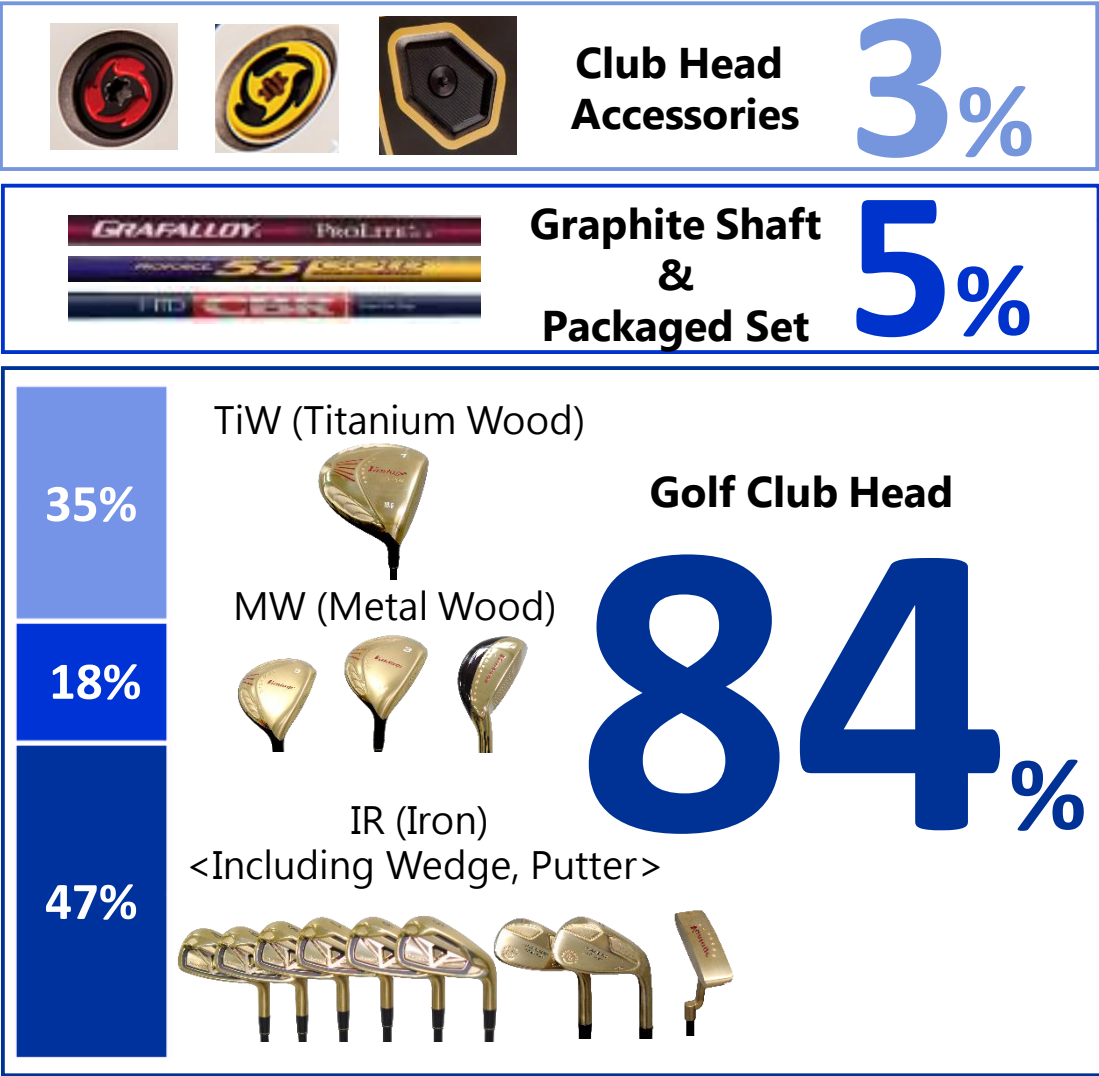 Club Head
Accessories
3%
GRAFALLOY
PROLITE
55
CBR
Graphite Shaft
&
Packaged Set
5%
35%
TiW (Titanium Wood)
Golf Club Head
84%
18%
MW (Metal Wood)
47%
IR (Iron)
<Including Wedge, Putter>